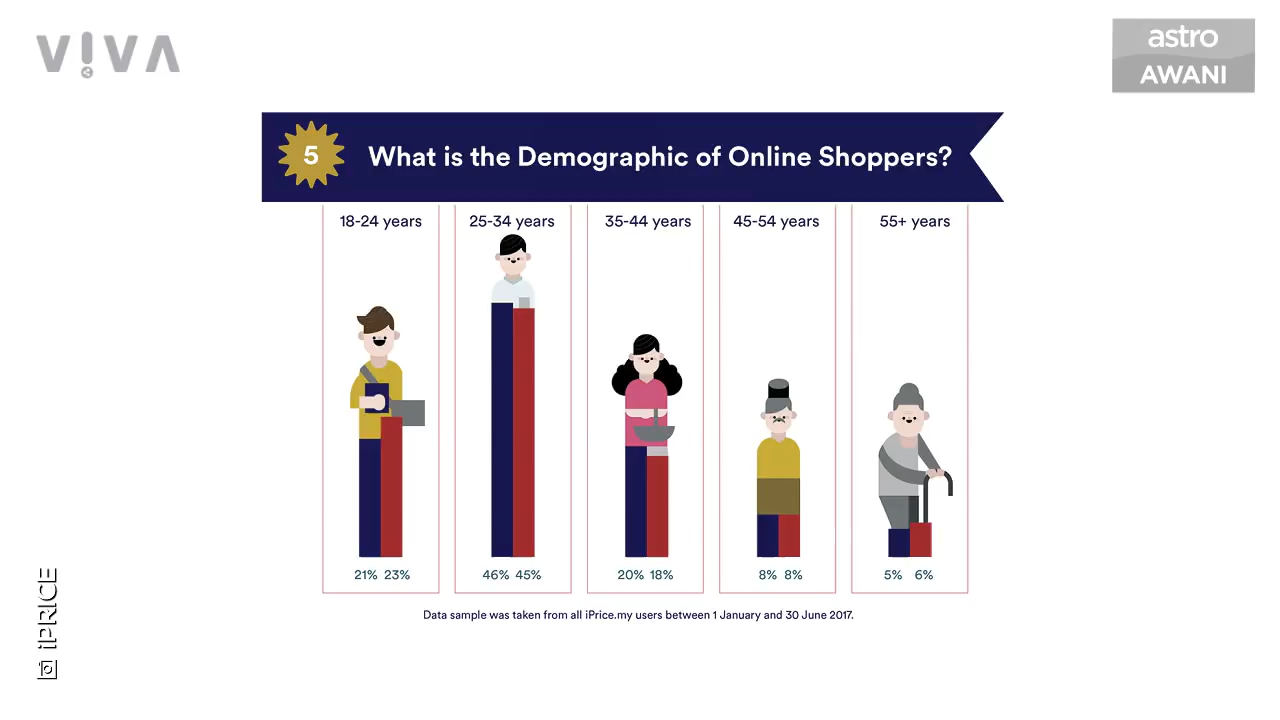 V!VA
astro
AWANI
5
What is the Demographic of Online Shoppers?
18-24 years
25-34 years
35-44 years
45-54 years
55+ years
21% 23%
46% 45%
20% 18%
8% 8%
5% 6%
Data sample was taken from all iPrice.my users between 1 January and 30 June 2017.
iPRICE